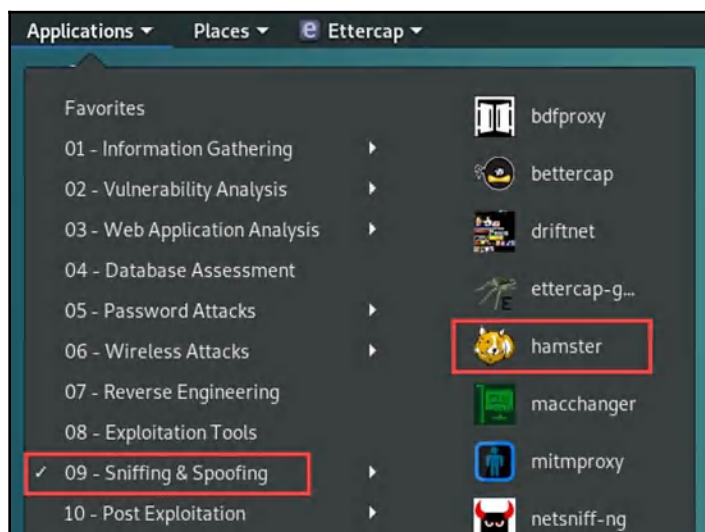 Applications Places Ettercap
Favorites
01 - Information Gathering
02 - Vulnerability Analysis
03 - Web Application Analysis
04 - Database Assessment
05 - Password Attacks
06 - Wireless Attacks
07 - Reverse Engineering
08 - Exploitation Tools
09 - Sniffing & Spoofing
10 - Post Exploitation
bdfproxy
bettercap
driftnet
ettercap-g...
hamster
macchanger
mitmproxy
netsniff-ng